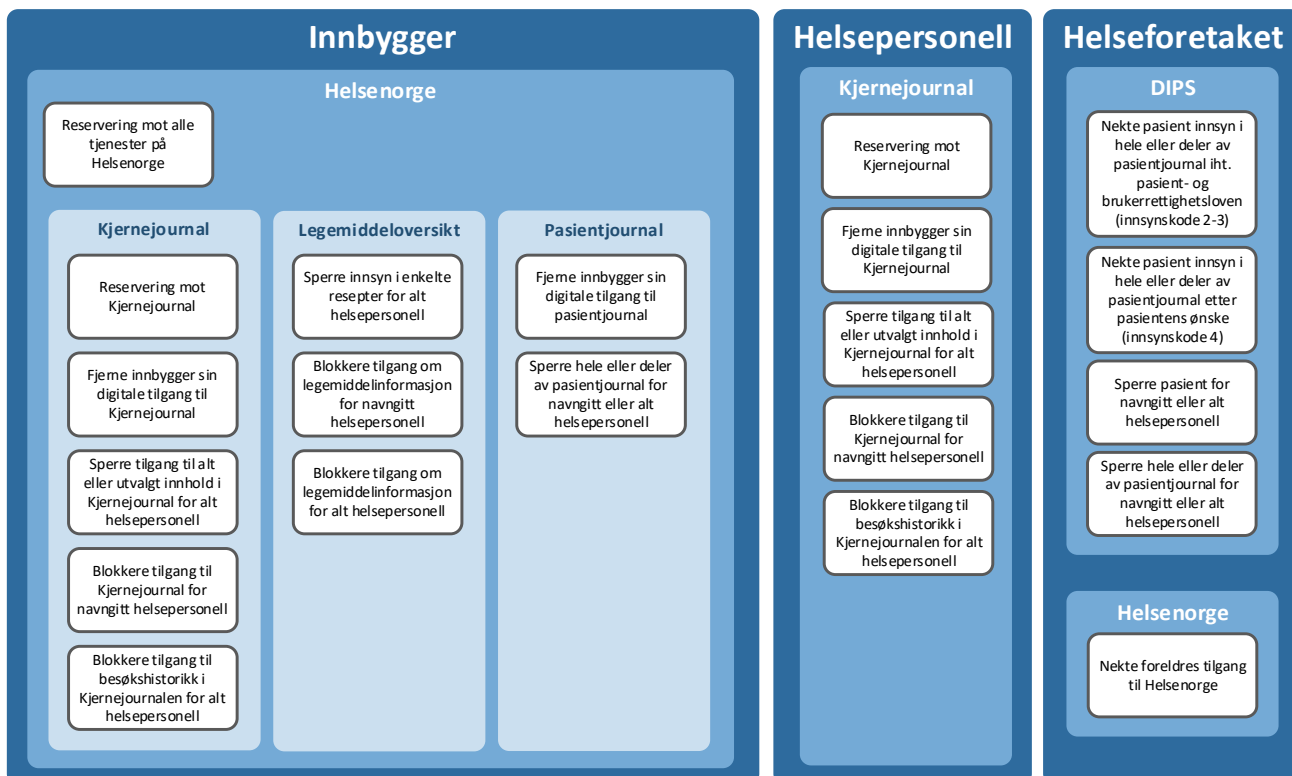 Innbygger
Helsenorge
Reservering mot alle
tjenester på
Helsenorge
Kjernejournal
Reservering mot
Kjernejournal
Fjerne innbygger sin
digitale tilgang til
Kjernejournal
Sperre tilgang til alt
eller utvalgt innhold i
Kjernejournal for alt
helsepersonell
Blokkere tilgang til
Kjernejournal for
navngitt helsepersonell
Blokkere tilgang til
besøkshistorikk i
Kjernejournalen for alt
helsepersonell
Legemiddeloversikt
Sperre innsyn i enkelte
resepter for alt
helsepersonell
Blokkere tilgang om
legemiddelinformasjon
for navngitt
helsepersonell
Blokkere tilgang om
legemiddelinformasjon
for alt helsepersonell
Pasientjournal
Fjerne innbygger sin
digitale tilgang til
pasientjournal
Sperre hele eller deler
av pasientjournal for
navngitt eller alt
helsepersonell
Helsepersonell
Kjernejournal
Reservering mot
Kjernejournal
Fjerne innbygger sin
digitale tilgang til
Kjernejournal
Sperre tilgang til alt
eller utvalgt innhold i
Kjernejournal for alt
helsepersonell
Blokkere tilgang til
Kjernejournal for
navngitt helsepersonell
Blokkere tilgang til
besøkshistorikk i
Kjernejournalen for alt
helsepersonell
Helseforetaket
DIPS
Nekte pasient innsyn i
hele eller deler av
pasientjournal iht.
pasient- og
brukerrettighetsloven
(innsynskode 2-3)
Nekte pasient innsyn i
hele eller deler av
pasientjournal etter
pasientens ønske
(innsynskode 4)
Sperre pasient for
navngitt eller alt
helsepersonell
Sperre hele eller deler
av pasientjournal for
navngitt eller alt
helsepersonell
Helsenorge
Nekte foreldres tilgang
til Helsenorge